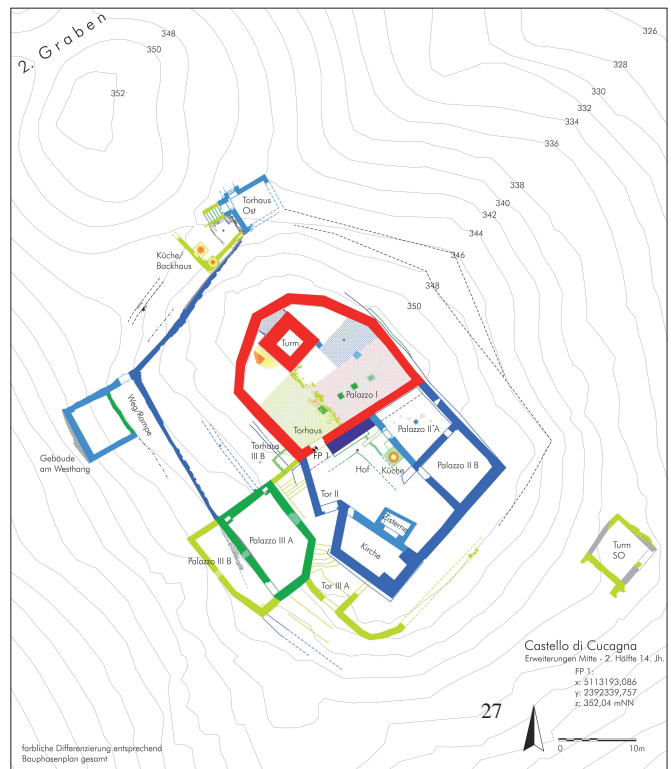 2. Graben
348
350
352
326
328
330
332
334
336
338
340
342
344
346
348
350
Torhaus
Ost
Küche/
Backhaus
Turm
Palazzo I
Weg/Rampe
Torhaus
Torhaus
III B
FP 1
Palazzo II A
Palazzo II B
Hof
Küche
Gebäude
am Westhang
Tor II
Zisterne
Kirche
Palazzo III A
Palazzo III B
Tor III A
Turm
SO
Castello di Cucagna
Erweiterungen Mitte - 2. Hälfte 14. Jh.
FP 1:
x: 5113193,086
y: 2392339,757
z: 352,04 mNN
27
0
10m
farbliche Differenzierung entsprechend
Bauphasenplan gesamt